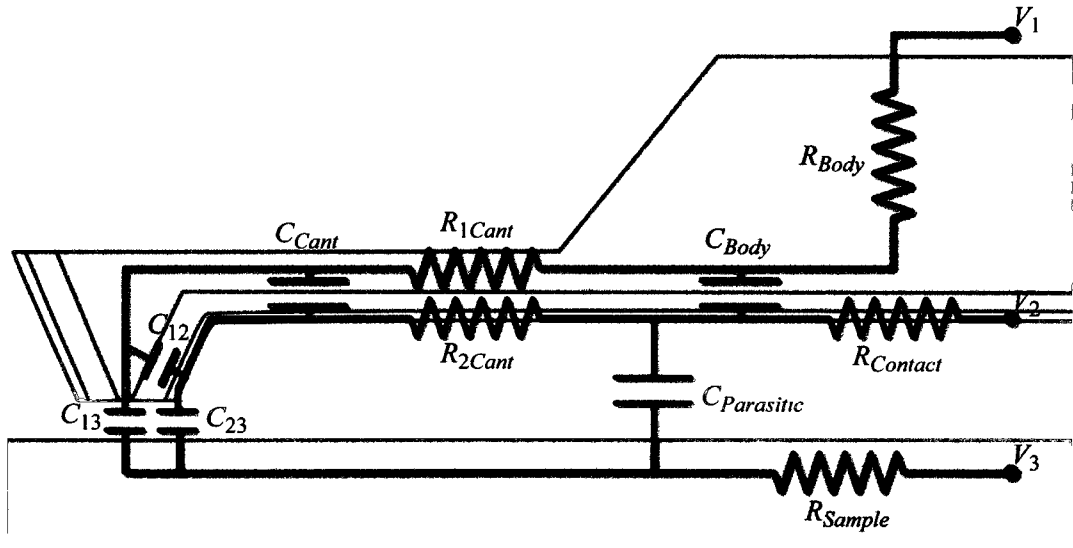 V1
RBody
R1Cant
CCant
CBody
C12
V2
R2Cant
RContact
CParasitic
C13
C23
V3
RSample